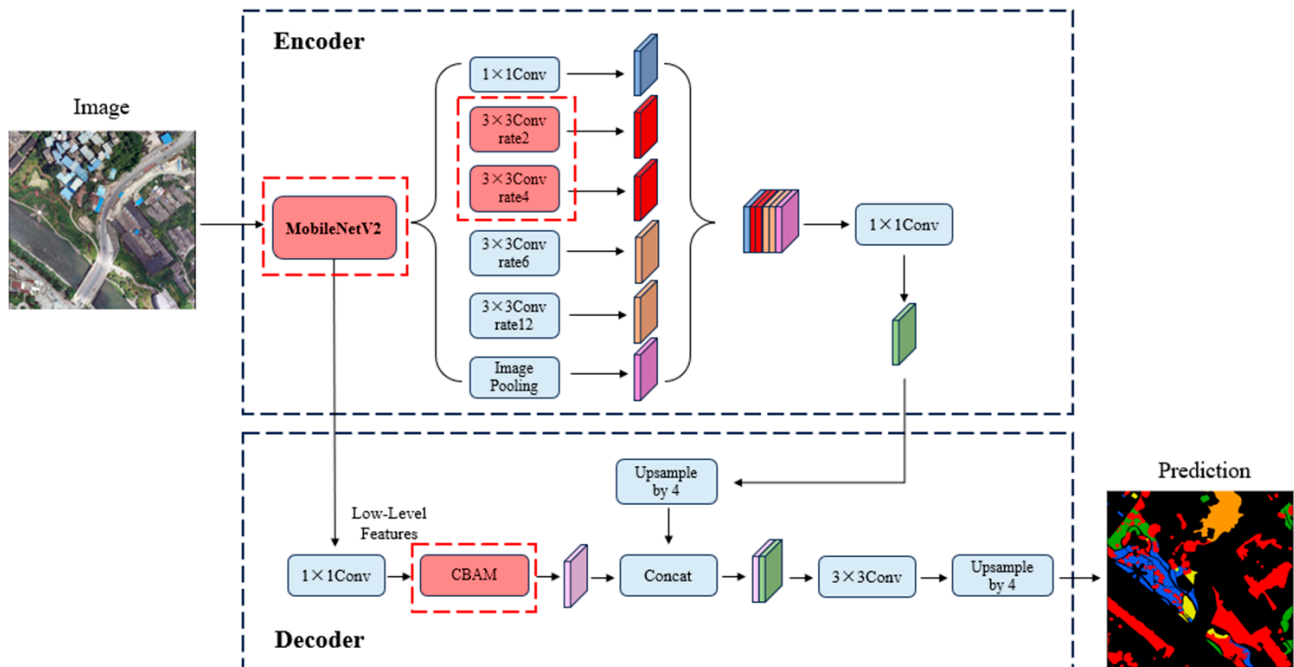 Encoder
Image
1×1Conv
3×3Conv
rate2
3×3Conv
rate4
MobileNetV2
3×3Conv
rate6
3×3Conv
rate12
Image
Pooling
1×1Conv
Upsample
by 4
Prediction
Low-Level
Features
1×1Conv
CBAM
Concat
3×3Conv
Upsample
by 4
Decoder